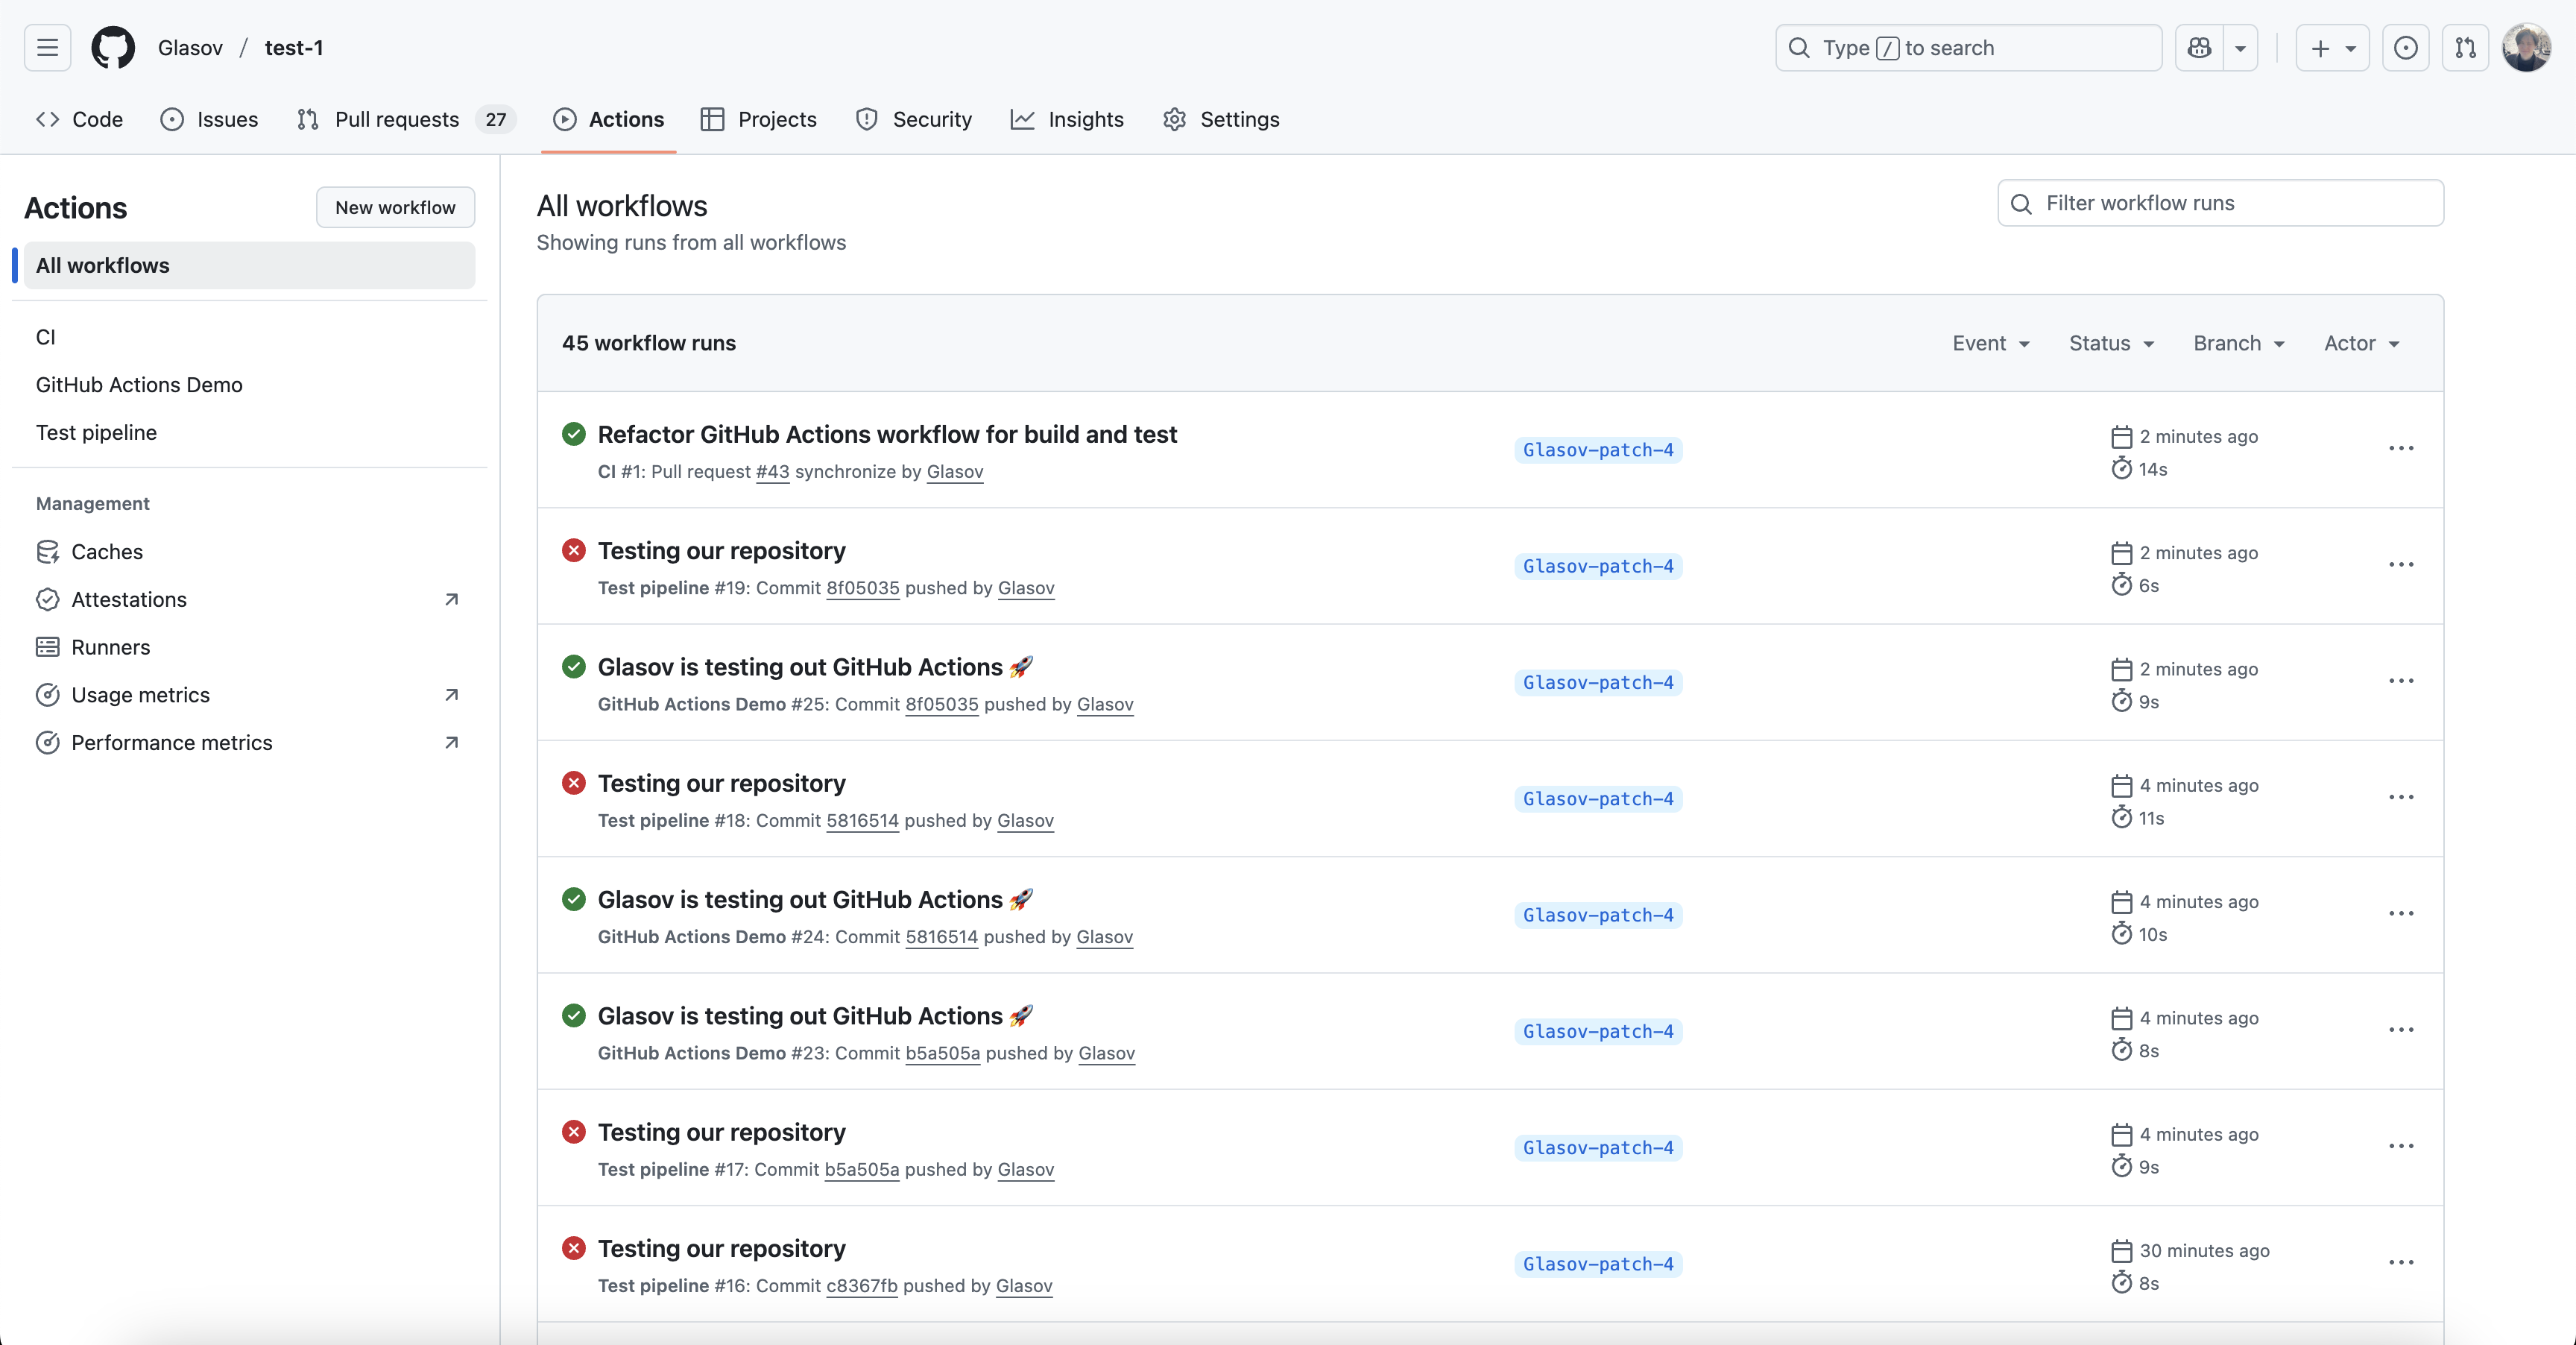 Glasov / test-1
Type / to search
Code
Issues
Pull requests 27
Actions
Projects
Security
Insights
Settings
Actions
New workflow
All workflows
CI
GitHub Actions Demo
Test pipeline
Management
Caches
Attestations
Runners
Usage metrics
Performance metrics
All workflows
Showing runs from all workflows
Filter workflow runs
45 workflow runs
Event
Status
Branch
Actor
Refactor GitHub Actions workflow for build and test
CI #1: Pull request #43 synchronize by Glasov
Glasov-patch-4
2 minutes ago
14s
Testing our repository
Test pipeline #19: Commit 8f05035 pushed by Glasov
Glasov-patch-4
2 minutes ago
6s
Glasov is testing out GitHub Actions 🚀
GitHub Actions Demo #25: Commit 8f05035 pushed by Glasov
Glasov-patch-4
2 minutes ago
9s
Testing our repository
Test pipeline #18: Commit 5816514 pushed by Glasov
Glasov-patch-4
4 minutes ago
11s
Glasov is testing out GitHub Actions 🚀
GitHub Actions Demo #24: Commit 5816514 pushed by Glasov
Glasov-patch-4
4 minutes ago
10s
Glasov is testing out GitHub Actions 🚀
GitHub Actions Demo #23: Commit b5a505a pushed by Glasov
Glasov-patch-4
4 minutes ago
8s
Testing our repository
Test pipeline #17: Commit b5a505a pushed by Glasov
Glasov-patch-4
4 minutes ago
9s
Testing our repository
Test pipeline #16: Commit c8367fb pushed by Glasov
Glasov-patch-4
30 minutes ago
8s